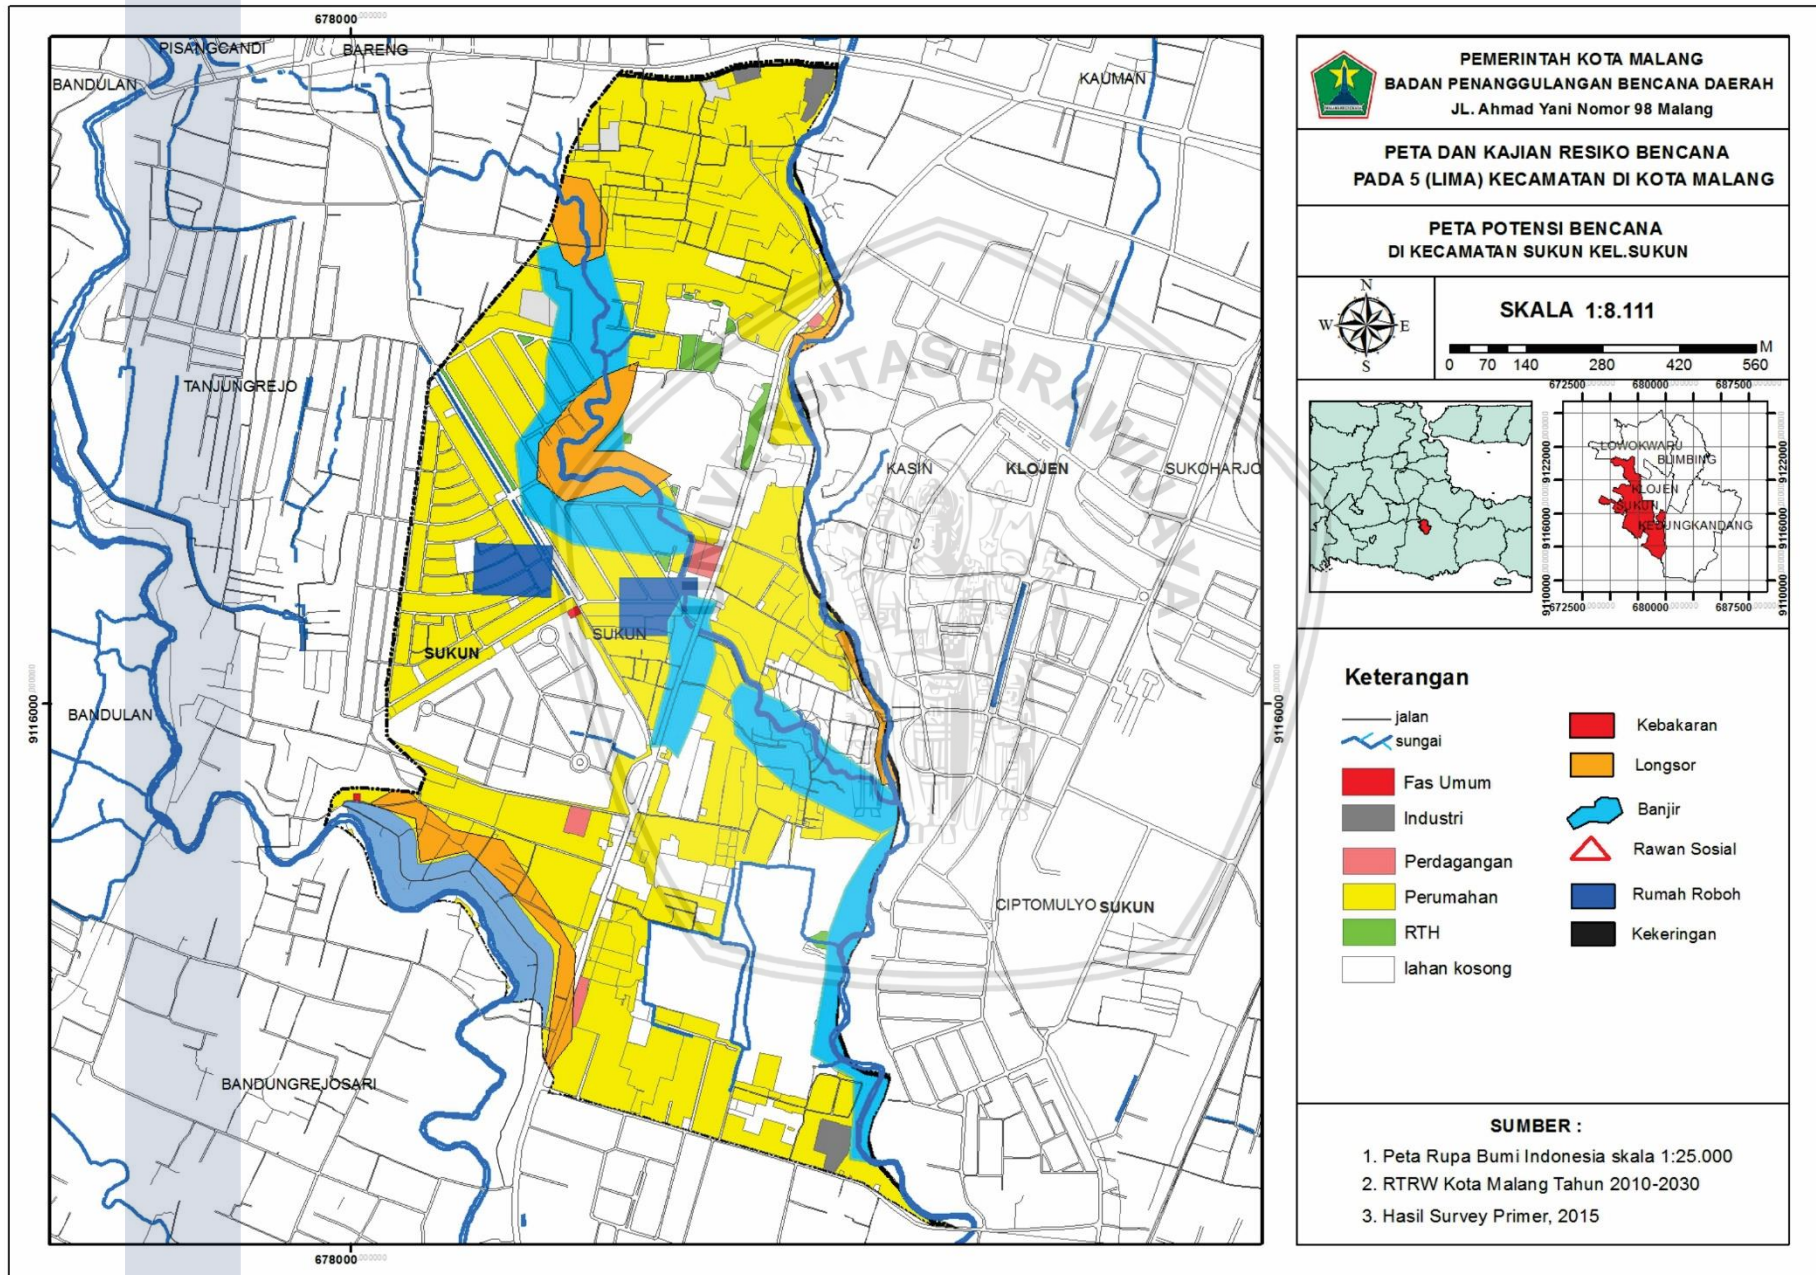 678000
PISANGCANDI
BARENG
BANDULAN
KAUMAN
TANJUNGREJO
KASIN
KLOJEN
SUKOHARJO
SUKUN
SUKUN
9116000
9116000
BANDULAN
CIPTOMULYO SUKUN
BANDUNGREJOSARI
678000
UNIVERSITAS BRAWIJAYA
PEMERINTAH KOTA MALANG
BADAN PENANGGULANGAN BENCANA DAERAH
JL. Ahmad Yani Nomor 98 Malang
PETA DAN KAJIAN RESIKO BENCANA
PADA 5 (LIMA) KECAMATAN DI KOTA MALANG
PETA POTENSI BENCANA
DI KECAMATAN SUKUN KEL.SUKUN
N
W E
S
SKALA 1:8.111
M
0 70 140 280 420 560
672500 680000 687500
9122000 9122000
9116000 9116000
9110000 9110000
LOWOKWARU
BLIMBING
KLOJEN
SUKUN
KEDUNGKANDANG
672500 680000 687500
Keterangan
jalan
sungai
Fas Umum
Industri
Perdagangan
Perumahan
RTH
lahan kosong
Kebakaran
Longsor
Banjir
Rawan Sosial
Rumah Roboh
Kekeringan
SUMBER :
1. Peta Rupa Bumi Indonesia skala 1:25.000
2. RTRW Kota Malang Tahun 2010-2030
3. Hasil Survey Primer, 2015